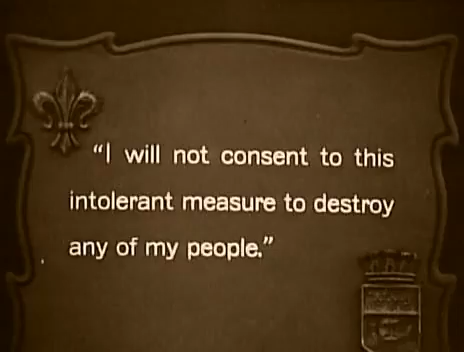 “I will not consent to this
intolerant measure to destroy
any of my people.”